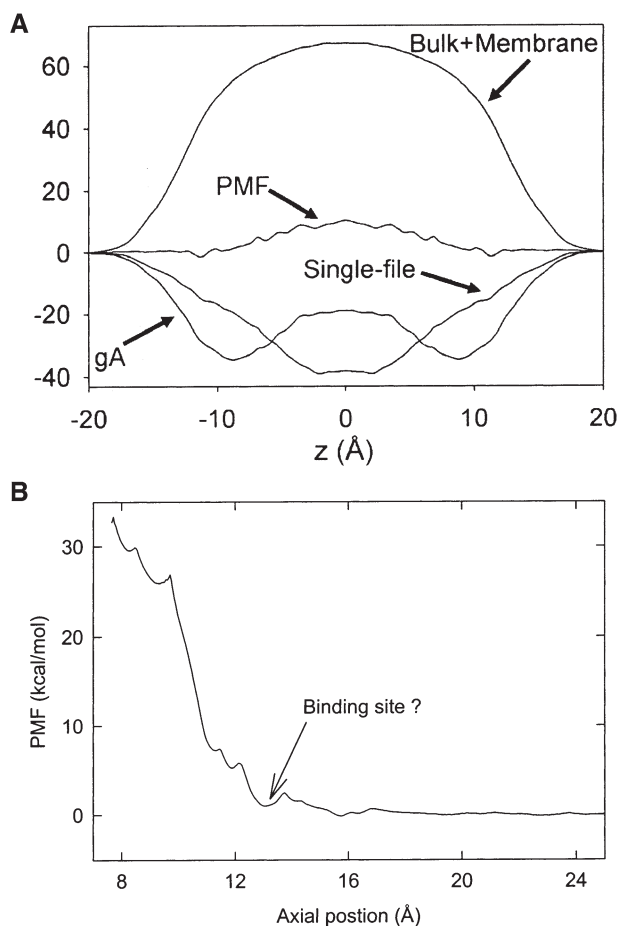 A
Bulk+Membrane
60
40
PMF
20
0
Single-file
-20
gA
-40
-20 -10 0 10 20
z (Å)
B
30
PMF (kcal/mol)
20
Binding site ?
10
0
8 12 16 20 24
Axial postion (Å)